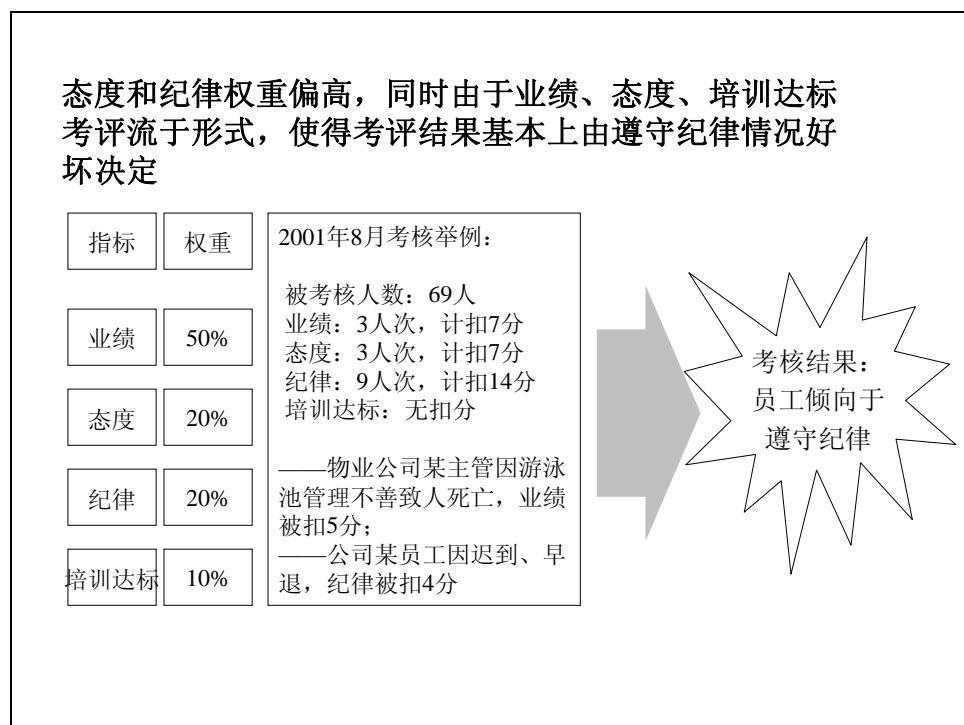 态度和纪律权重偏高，同时由于业绩、态度、培训达标
考评流于形式，使得考评结果基本上由遵守纪律情况好
坏决定
指标 权重
业绩 50%
态度 20%
纪律 20%
培训达标 10%
2001年8月考核举例：
被考核人数：69人
业绩：3人次，计扣7分
态度：3人次，计扣7分
纪律：9人次，计扣14分
培训达标：无扣分
——物业公司某主管因游泳
池管理不善致人死亡，业绩
被扣5分；
——公司某员工因迟到、早
退，纪律被扣4分
考核结果：
员工倾向于
遵守纪律